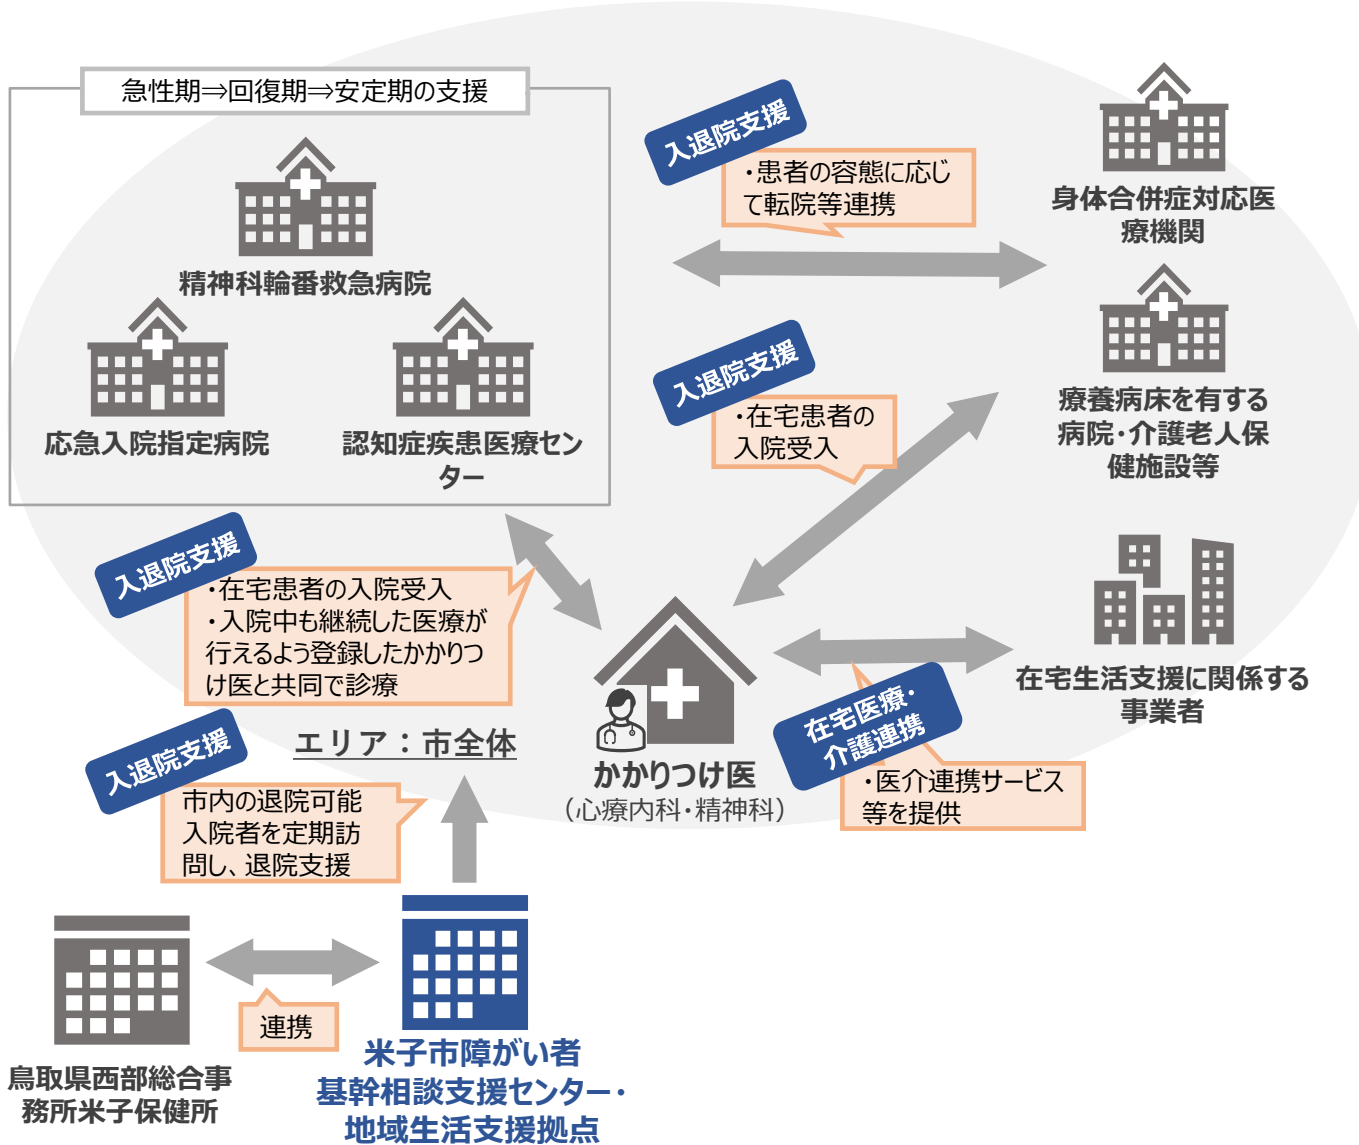 急性期⇒回復期⇒安定期の支援
精神科輪番救急病院
応急入院指定病院
認知症疾患医療セン
ター
入退院支援
・患者の容態に応じ
て転院等連携
身体合併症対応医
療機関
入退院支援
・在宅患者の
入院受入
療養病床を有する
病院・介護老人保
健施設等
入退院支援
・在宅患者の入院受入
・入院中も継続した医療が
行えるよう登録したかかりつ
け医と共同で診療
在宅生活支援に関係する
事業者
在宅医療・
介護連携
・医介連携サービス
等を提供
かかりつけ医
（心療内科・精神科）
エリア：市全体
入退院支援
市内の退院可能
入院者を定期訪
問し、退院支援
連携
鳥取県西部総合事
務所米子保健所
米子市障がい者
基幹相談支援センター・
地域生活支援拠点